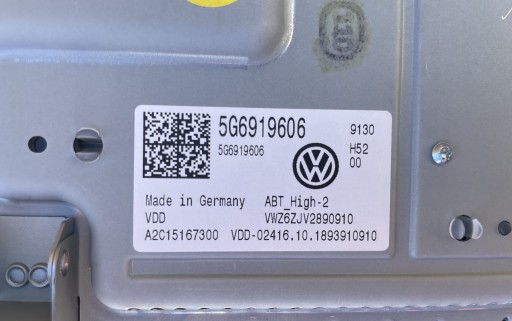 5G6919606 9130
5G6919606 H52
00
Made in Germany ABT_High-2
VDD VWZ6ZJV2890910
A2C15167300 VDD-02416.10.1893910910